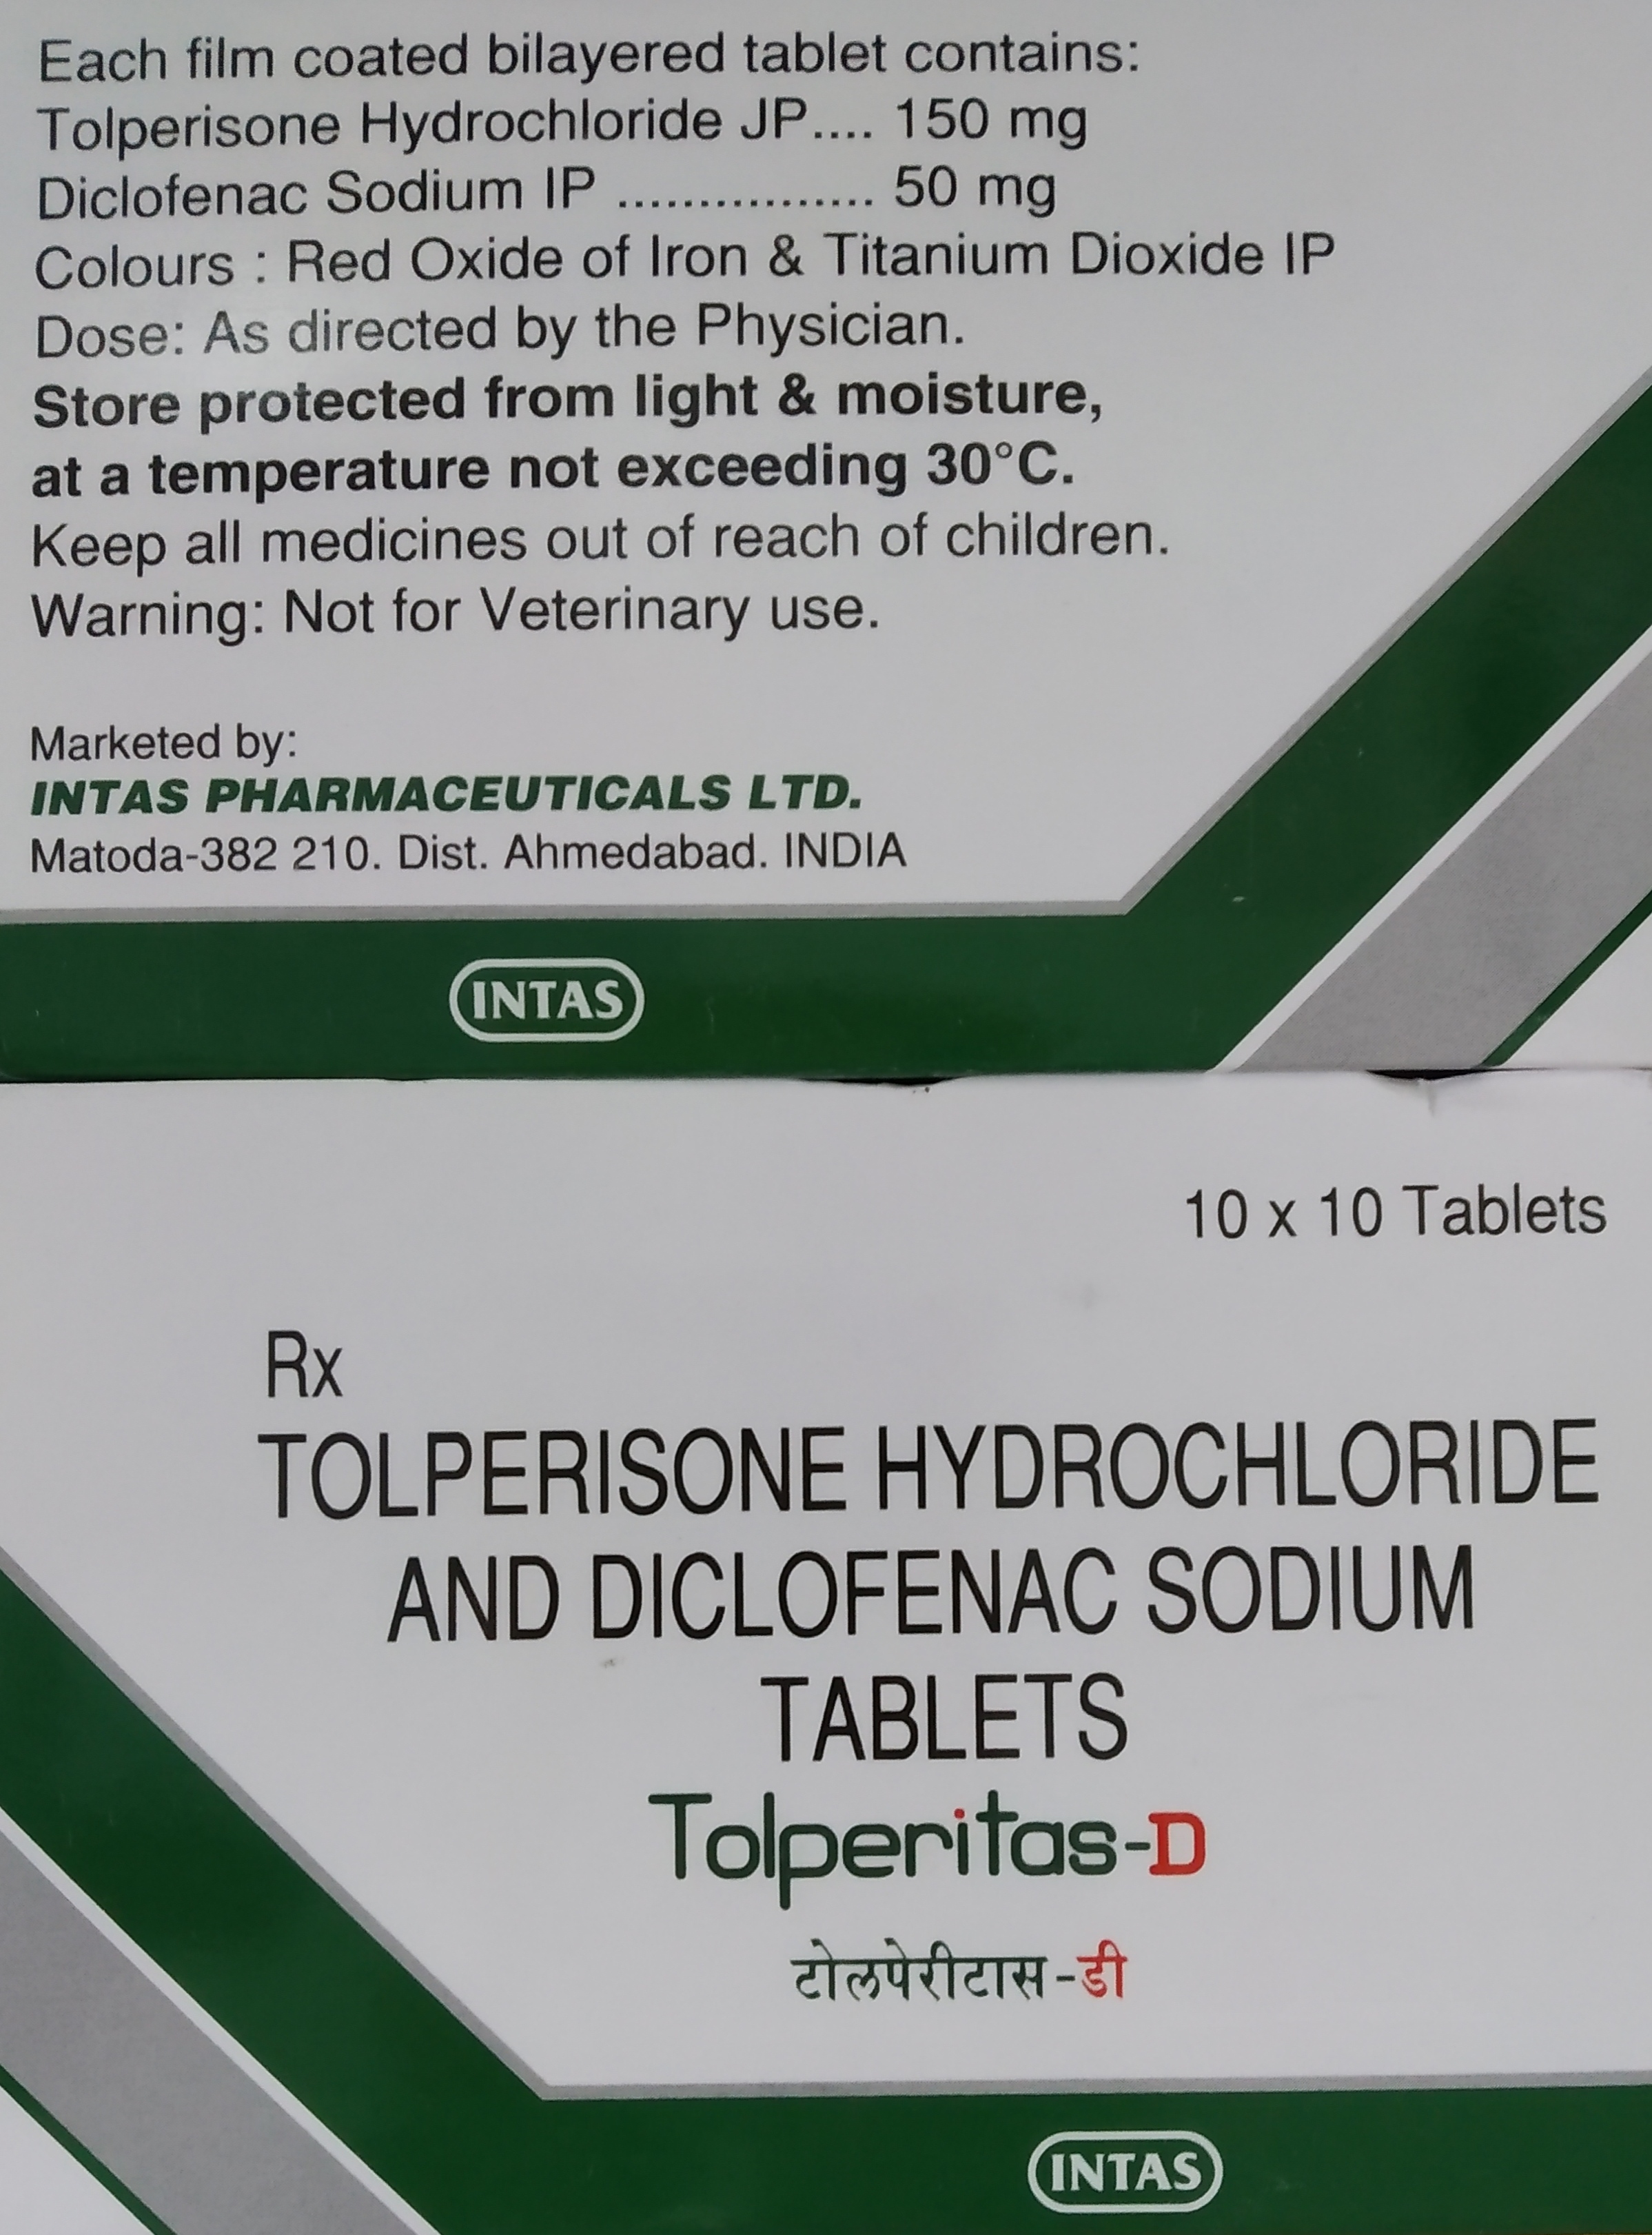 Each film coated bilayered tablet contains:
Tolperisone Hydrochloride JP.... 150 mg
Diclofenac Sodium IP ................ 50 mg
Colours : Red Oxide of Iron & Titanium Dioxide IP
Dose: As directed by the Physician.
Store protected from light & moisture,
at a temperature not exceeding 30°C.
Keep all medicines out of reach of children.
Warning: Not for Veterinary use.
Marketed by:
INTAS PHARMACEUTICALS LTD.
Matoda-382 210. Dist. Ahmedabad. INDIA
INTAS
10 x 10 Tablets
Rx
TOLPERISONE HYDROCHLORIDE
AND DICLOFENAC SODIUM
TABLETS
Tolperitas-D
टोलपेरीटास-डी
INTAS